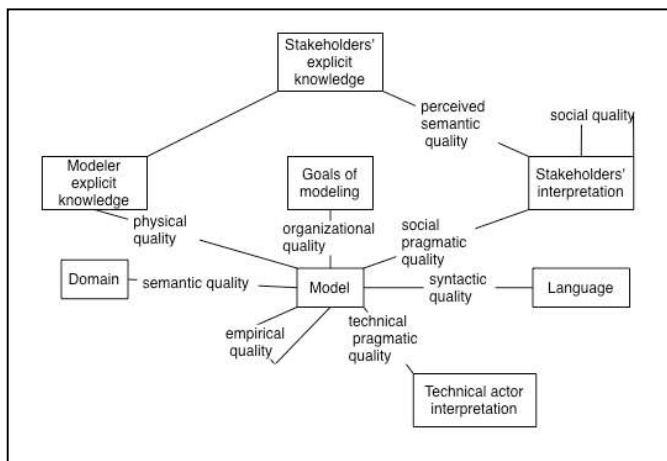 Stakeholders'
explicit
knowledge
perceived
semantic
quality
social quality
Modeler
explicit
knowledge
Goals of
modeling
Stakeholders'
interpretation
physical
quality
organizational
quality
social
pragmatic
quality
Domain
semantic quality
Model
syntactic
quality
Language
empirical
quality
technical
pragmatic
quality
Technical actor
interpretation